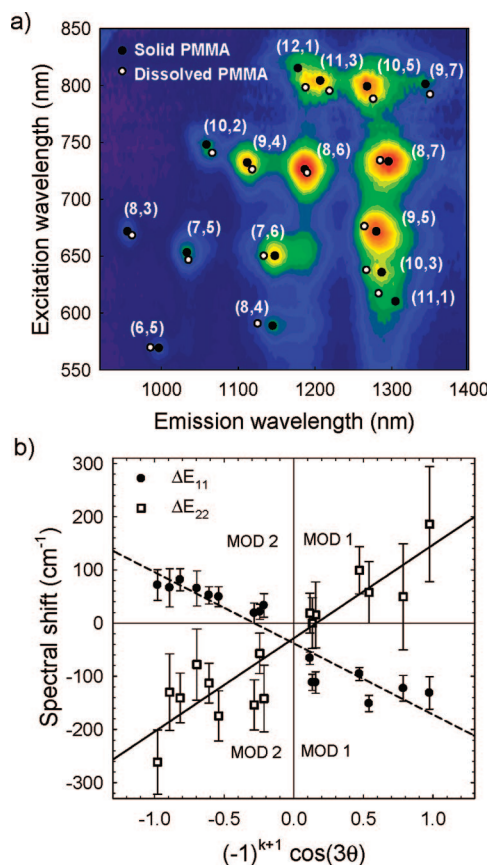 a)
Solid PMMA
Dissolved PMMA
(12,1)
(11,3)
(10,5)
(9,7)
(10,2)
(9,4)
(8,6)
(8,7)
(8,3)
(7,5)
(7,6)
(9,5)
(10,3)
(11,1)
(8,4)
(6,5)
850
800
750
700
650
600
550
Excitation wavelength (nm)
1000 1100 1200 1300 1400
Emission wavelength (nm)
b)
ΔE11
ΔE22
MOD 2 MOD 1
MOD 2 MOD 1
300
200
100
0
-100
-200
-300
Spectral shift (cm-1)
-1.0 -0.5 0.0 0.5 1.0
(-1)k+1 cos(3θ)